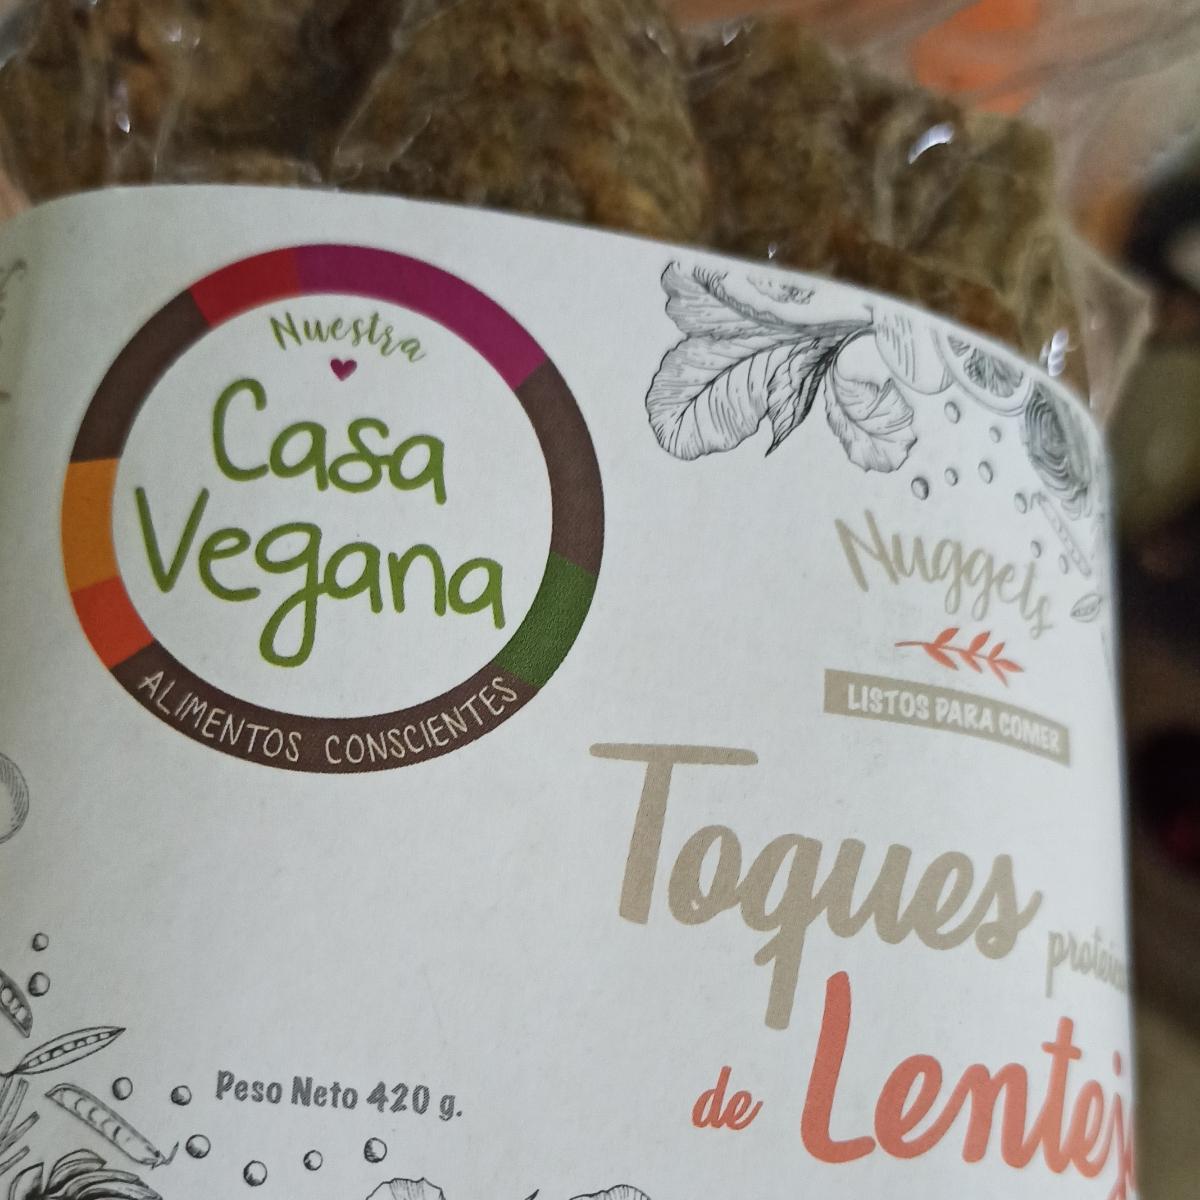 Nuestra
Casa
Vegana
ALIMENTOS CONSCIENTES
Nuggets
LISTOS PARA COMER
Toques
de Lentej
Peso Neto 420 g.